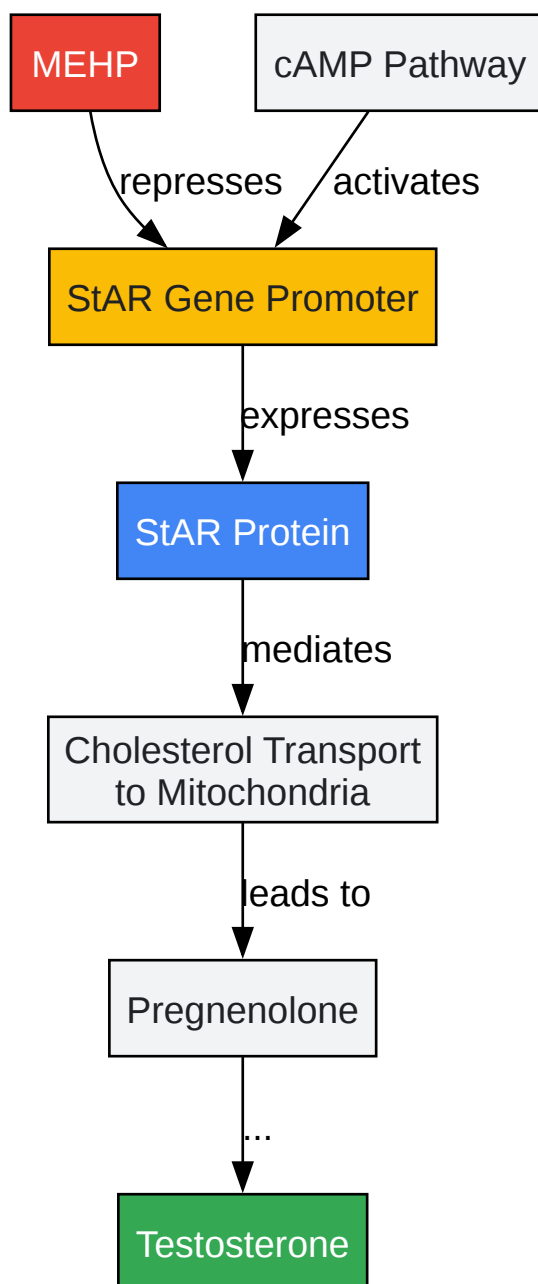 MEHP
cAMP Pathway
represses
activates
StAR Gene Promoter
expresses
StAR Protein
mediates
Cholesterol Transport
to Mitochondria
leads to
Pregnenolone
...
Testosterone